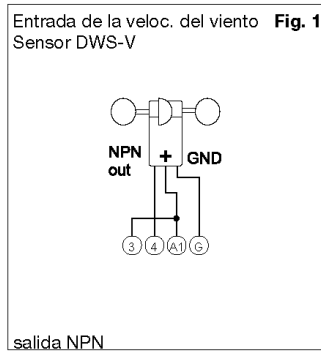 Entrada de la veloc. del viento Fig. 1
Sensor DWS-V
NPN + GND
out
3 4 A1 G
salida NPN